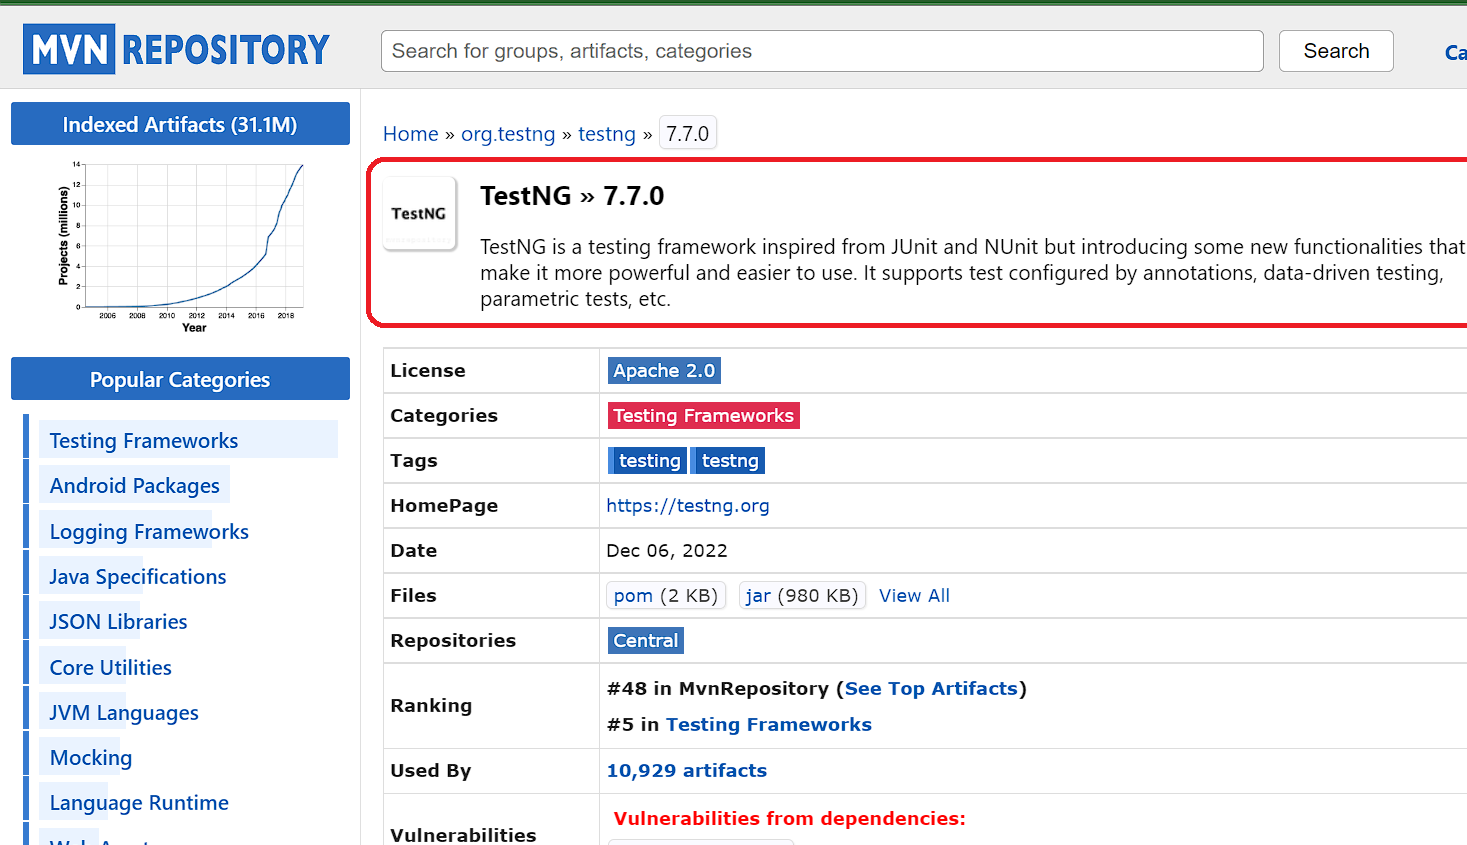 MVN REPOSITORY
Search for groups, artifacts, categories
Search
Ca
Indexed Artifacts (31.1M)
Projects (millions)
14
12
10
8
6
4
2
0
2006 2008 2010 2012 2014 2016 2018
Year
Popular Categories
Testing Frameworks
Android Packages
Logging Frameworks
Java Specifications
JSON Libraries
Core Utilities
JVM Languages
Mocking
Language Runtime
Home » org.testng » testng » 7.7.0
TestNG
TestNG » 7.7.0
TestNG is a testing framework inspired from JUnit and NUnit but introducing some new functionalities that
make it more powerful and easier to use. It supports test configured by annotations, data-driven testing,
parametric tests, etc.
License Apache 2.0
Categories Testing Frameworks
Tags testing testng
HomePage https://testng.org
Date Dec 06, 2022
Files pom (2 KB) jar (980 KB) View All
Repositories Central
Ranking #48 in MvnRepository (See Top Artifacts)
#5 in Testing Frameworks
Used By 10,929 artifacts
Vulnerabilities Vulnerabilities from dependencies: